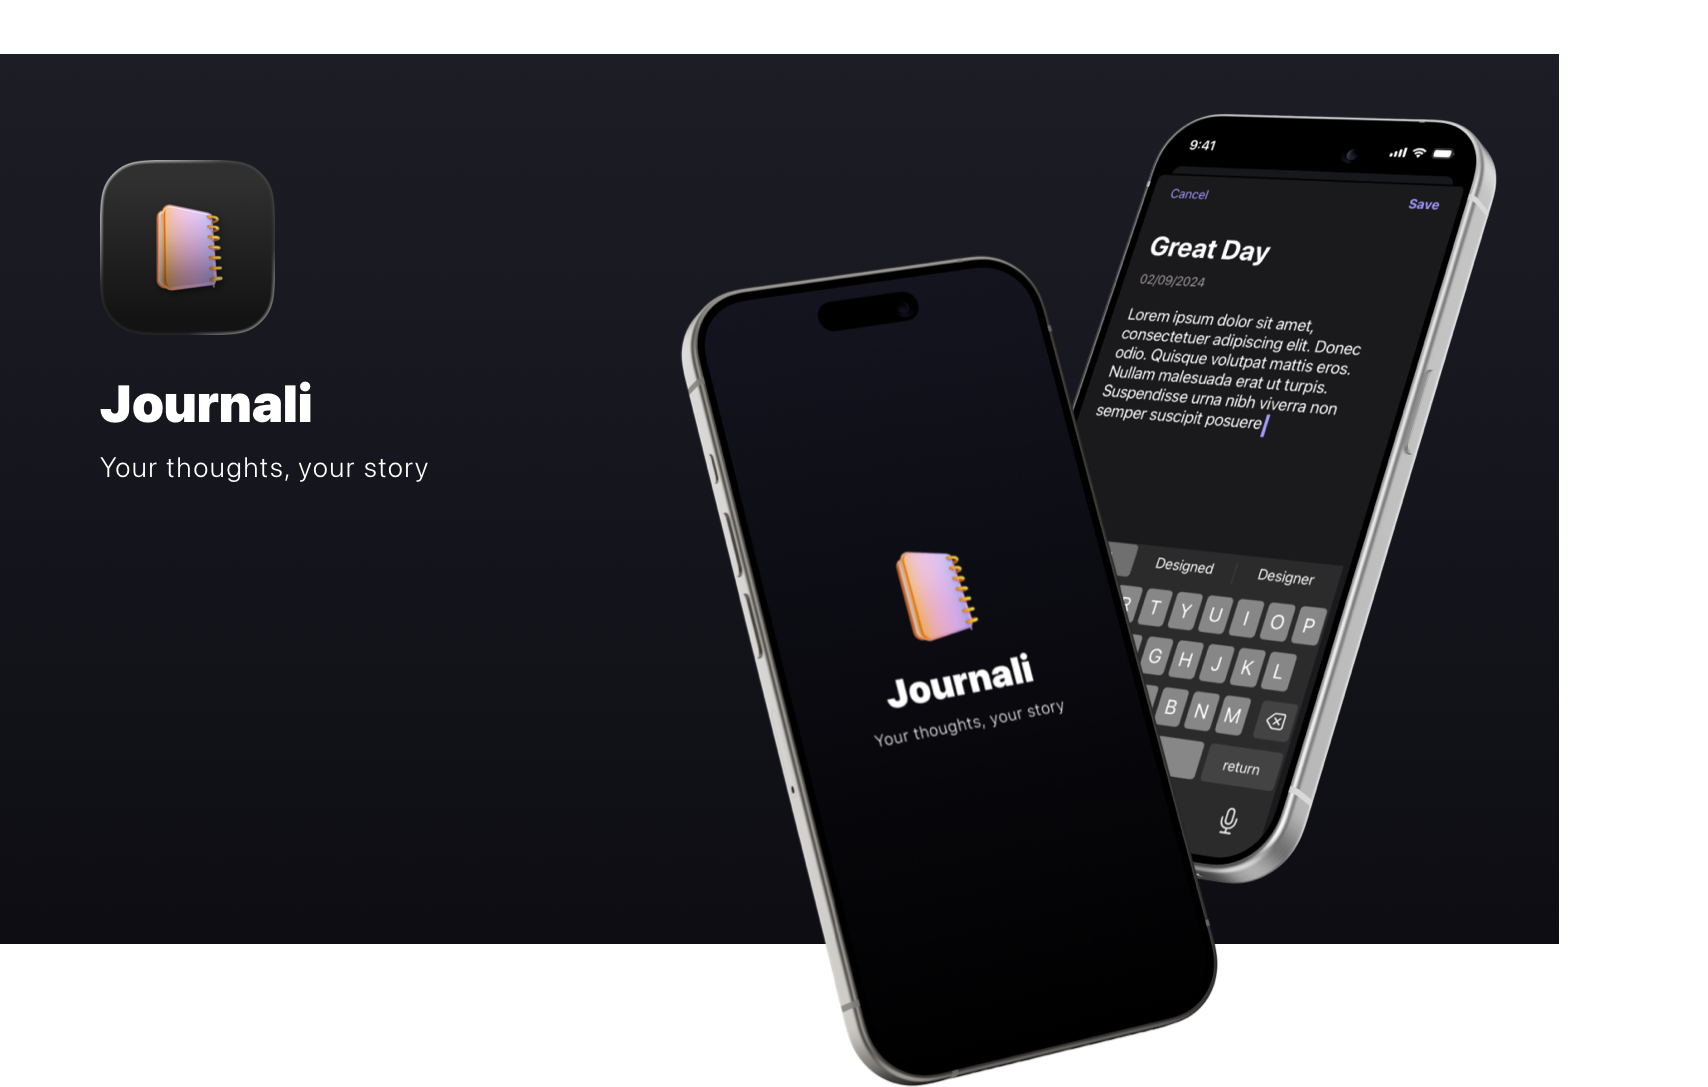 Journali
Your thoughts, your story
Journali
Your thoughts, your story
9:41
Cancel
Save
Great Day
02/09/2024
Lorem ipsum dolor sit amet,
consectetuer adipiscing elit. Donec
odio. Quisque volutpat mattis eros.
Nullam malesuada erat ut turpis.
Suspendisse urna nibh viverra non
semper suscipit posuere
Designed
Designer
R T Y U I O P
G H J K L
B N M
return